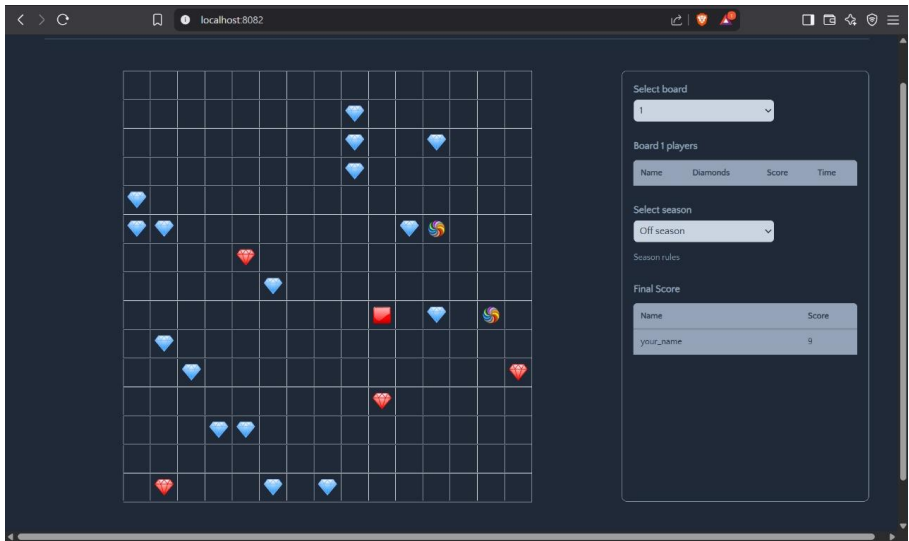 localhost:8082
Select board
1
Board 1 players
Name Diamonds Score Time
Select season
Off season
Season rules
Final Score
Name Score
your_name 9